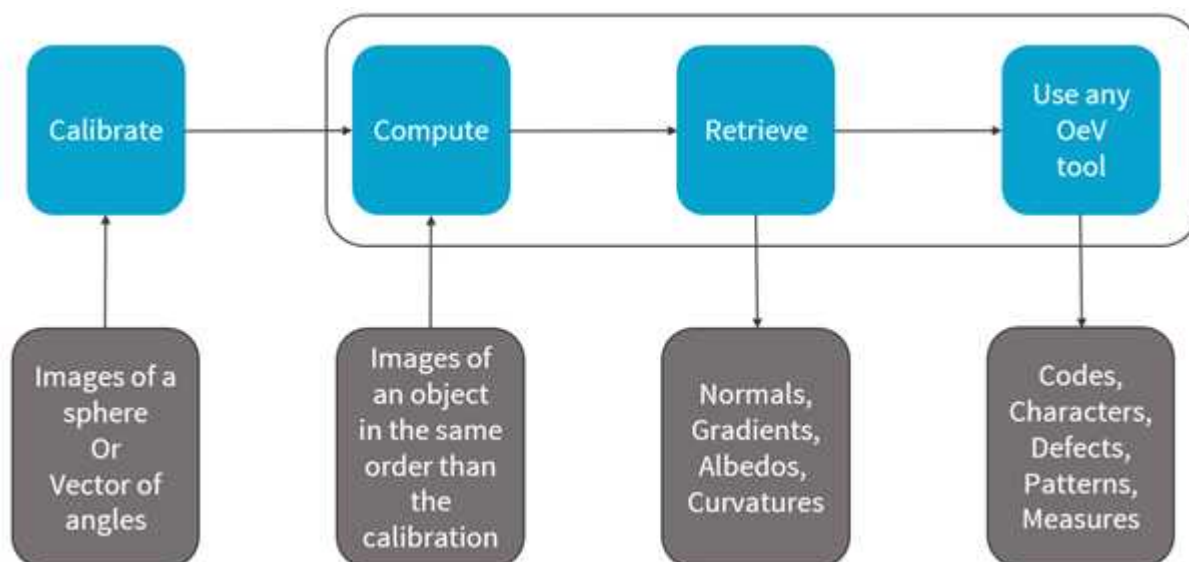 Calibrate
Compute
Retrieve
Use any
OeV
tool
Images of a
sphere
Or
Vector of
angles
Images of
an object
in the same
order than
the
calibration
Normals,
Gradients,
Albedos,
Curvatures
Codes,
Characters,
Defects,
Patterns,
Measures